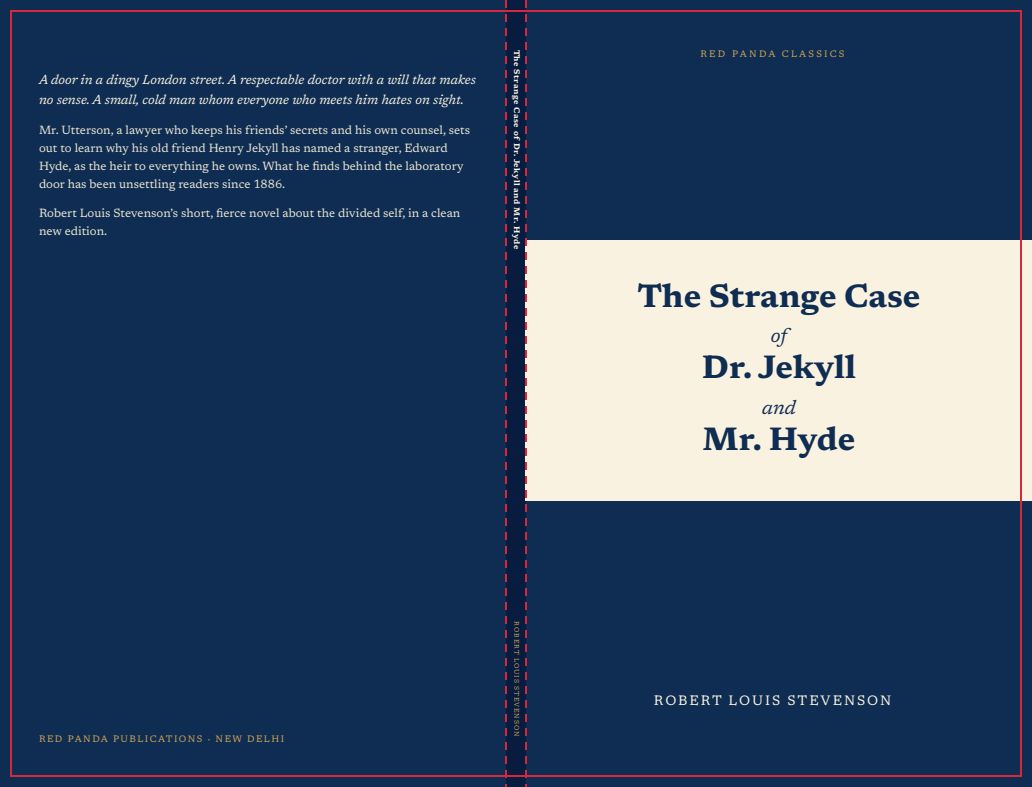 A door in a dingy London street. A respectable doctor with a will that makes
no sense. A small, cold man whom everyone who meets him hates on sight.
Mr. Utterson, a lawyer who keeps his friends’ secrets and his own counsel, sets
out to learn why his old friend Henry Jekyll has named a stranger, Edward
Hyde, as the heir to everything he owns. What he finds behind the laboratory
door has been unsettling readers since 1886.
Robert Louis Stevenson’s short, fierce novel about the divided self, in a clean
new edition.
RED PANDA PUBLICATIONS · NEW DELHI
The Strange Case of Dr. Jekyll and Mr. Hyde
ROBERT LOUIS STEVENSON
RED PANDA CLASSICS
The Strange Case
of
Dr. Jekyll
and
Mr. Hyde
ROBERT LOUIS STEVENSON